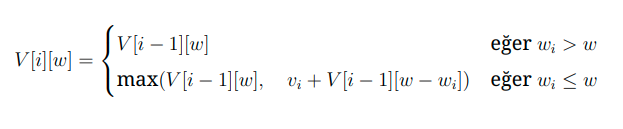 V[i][w] = { V[i − 1][w] eğer wᵢ > w
max(V[i − 1][w], vᵢ + V[i − 1][w − wᵢ]) eğer wᵢ ≤ w